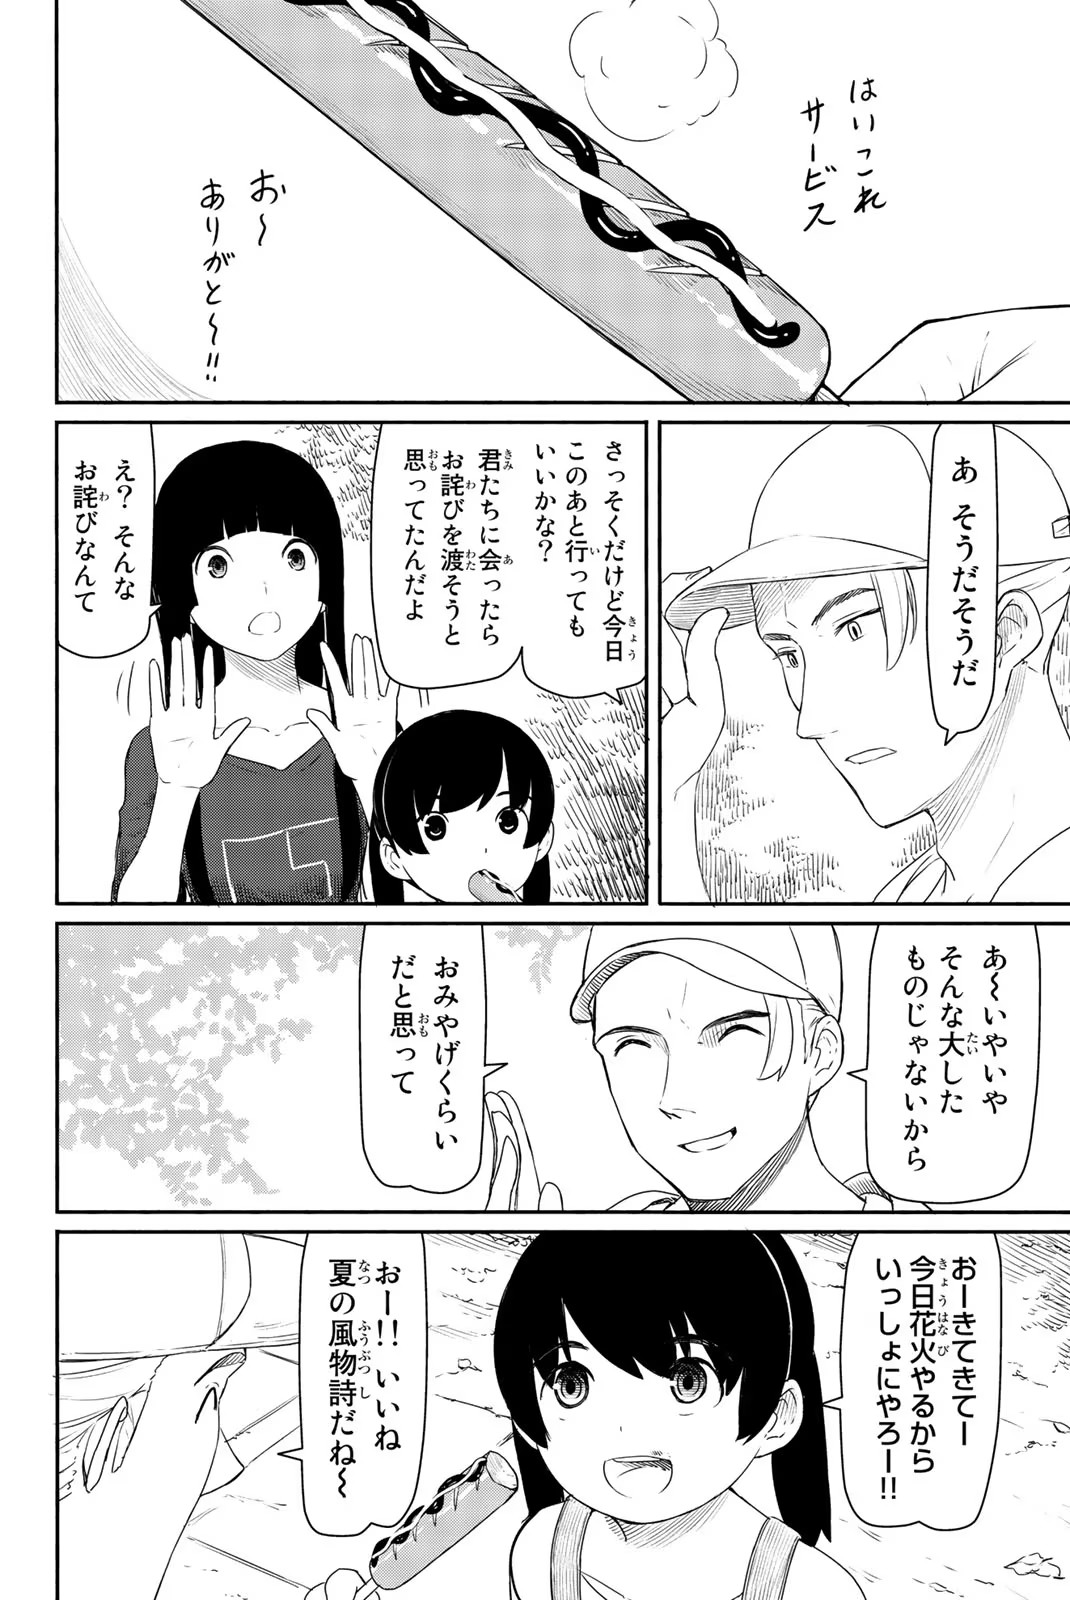 はいこれ
サービス
お〜
ありがと〜!!
あ そうだそうだ
さっそくだけど今日
このあと行っても
いいかな?
君たちに会ったら
お詫びを渡そうと
思ってたんだよ
え? そんな
お詫びなんて
あ〜いやいや
そんな大した
ものじゃないから
おみやげくらい
だと思って
おーきてきてー
今日花火やるから
いっしょにやろー!!
おー!! いいね
夏の風物詩だね〜